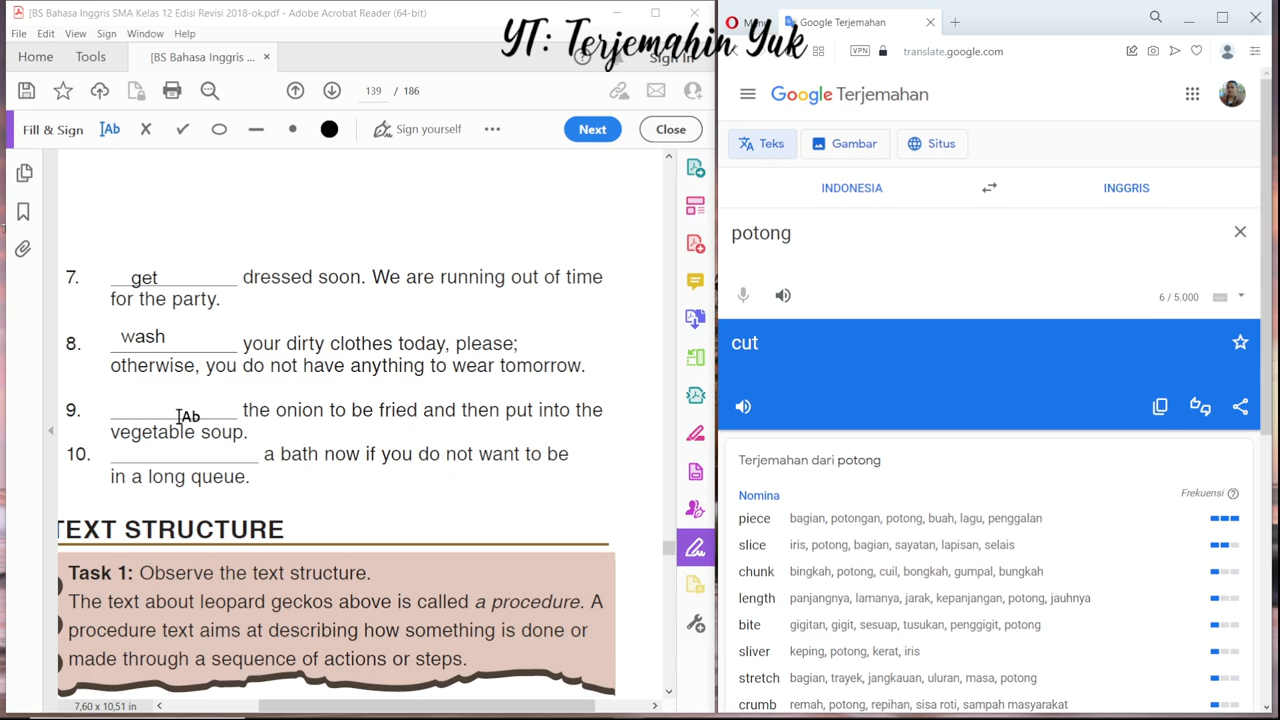 [BS Bahasa Inggris SMA Kelas 12 Edisi Revisi 2018-ok.pdf - Adobe Acrobat Reader (64-bit)
File Edit View Sign Window Help
YT: Terjemahin Yuk
Home Tools [BS Bahasa Inggris ... × Sign In
139 / 186
Fill & Sign Ab Sign yourself Next Close
7. get dressed soon. We are running out of time
for the party.
8. wash your dirty clothes today, please;
otherwise, you do not have anything to wear tomorrow.
9. Ab the onion to be fried and then put into the
vegetable soup.
10. a bath now if you do not want to be
in a long queue.
TEXT STRUCTURE
Task 1: Observe the text structure.
The text about leopard geckos above is called a procedure. A
procedure text aims at describing how something is done or
made through a sequence of actions or steps.
7,60 x 10,51 in
Google Terjemahan
VPN translate.google.com
Google Terjemahan
Teks Gambar Situs
INDONESIA INGGRIS
potong
6 / 5.000
cut
Terjemahan dari potong
Nomina Frekuensi
piece bagian, potongan, potong, buah, lagu, penggalan
slice iris, potong, bagian, sayatan, lapisan, selais
chunk bingkah, potong, cuil, bongkah, gumpal, bungkah
length panjangnya, lamanya, jarak, kepanjangan, potong, jauhnya
bite gigitan, gigit, sesuap, tusukan, penggigit, potong
sliver keping, potong, kerat, iris
stretch bagian, trayek, jangkauan, uluran, masa, potong
crumb remah, potong, repihan, sisa roti, sampah masyarakat